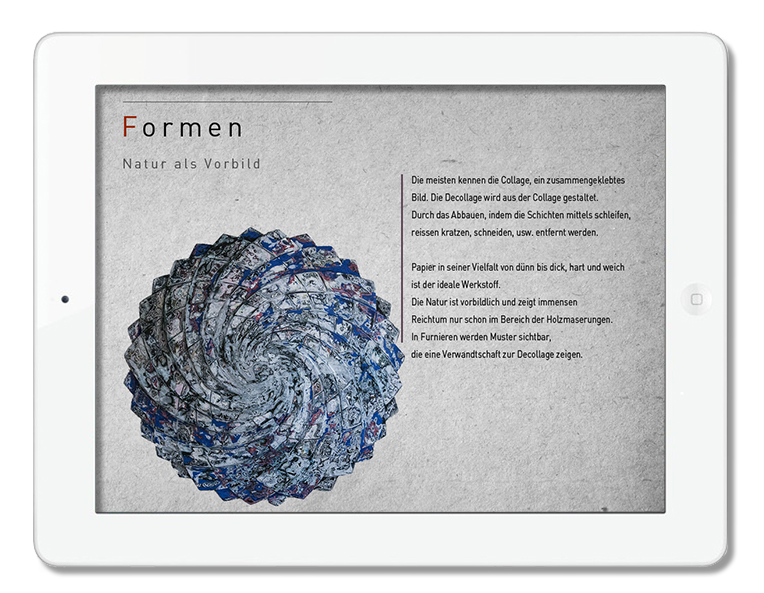 Formen
Natur als Vorbild
Die meisten kennen die Collage, ein zusammengeklebtes
Bild. Die Decollage wird aus der Collage gestaltet.
Durch das Abbauen, indem die Schichten mittels schleifen,
reissen kratzen, schneiden, usw. entfernt werden.
Papier in seiner Vielfalt von dünn bis dick, hart und weich
ist der ideale Werkstoff.
Die Natur ist vorbildlich und zeigt immensen
Reichtum nur schon im Bereich der Holzmaserungen.
In Furnieren werden Muster sichtbar,
die eine Verwandtschaft zur Decollage zeigen.